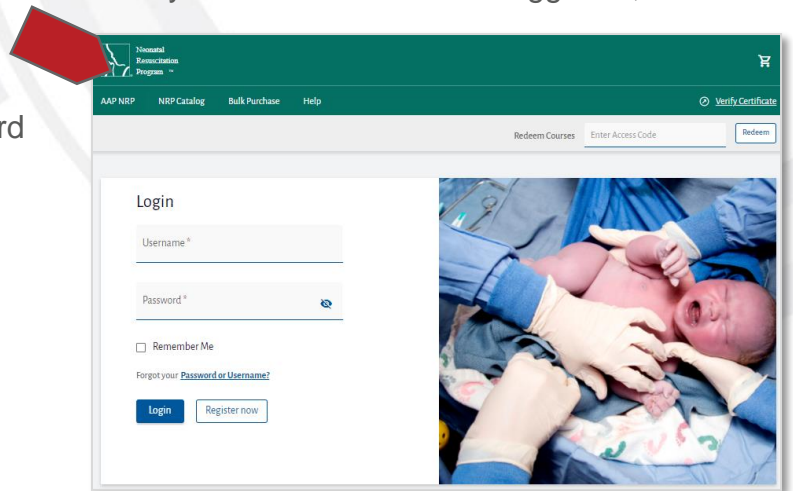 rd
Neonatal
Resuscitation
Program ™
AAP NRP NRP Catalog Bulk Purchase Help Verify Certificate
Redeem Courses Enter Access Code Redeem
Login
Username *
Password *
Remember Me
Forgot your Password or Username?
Login Register now